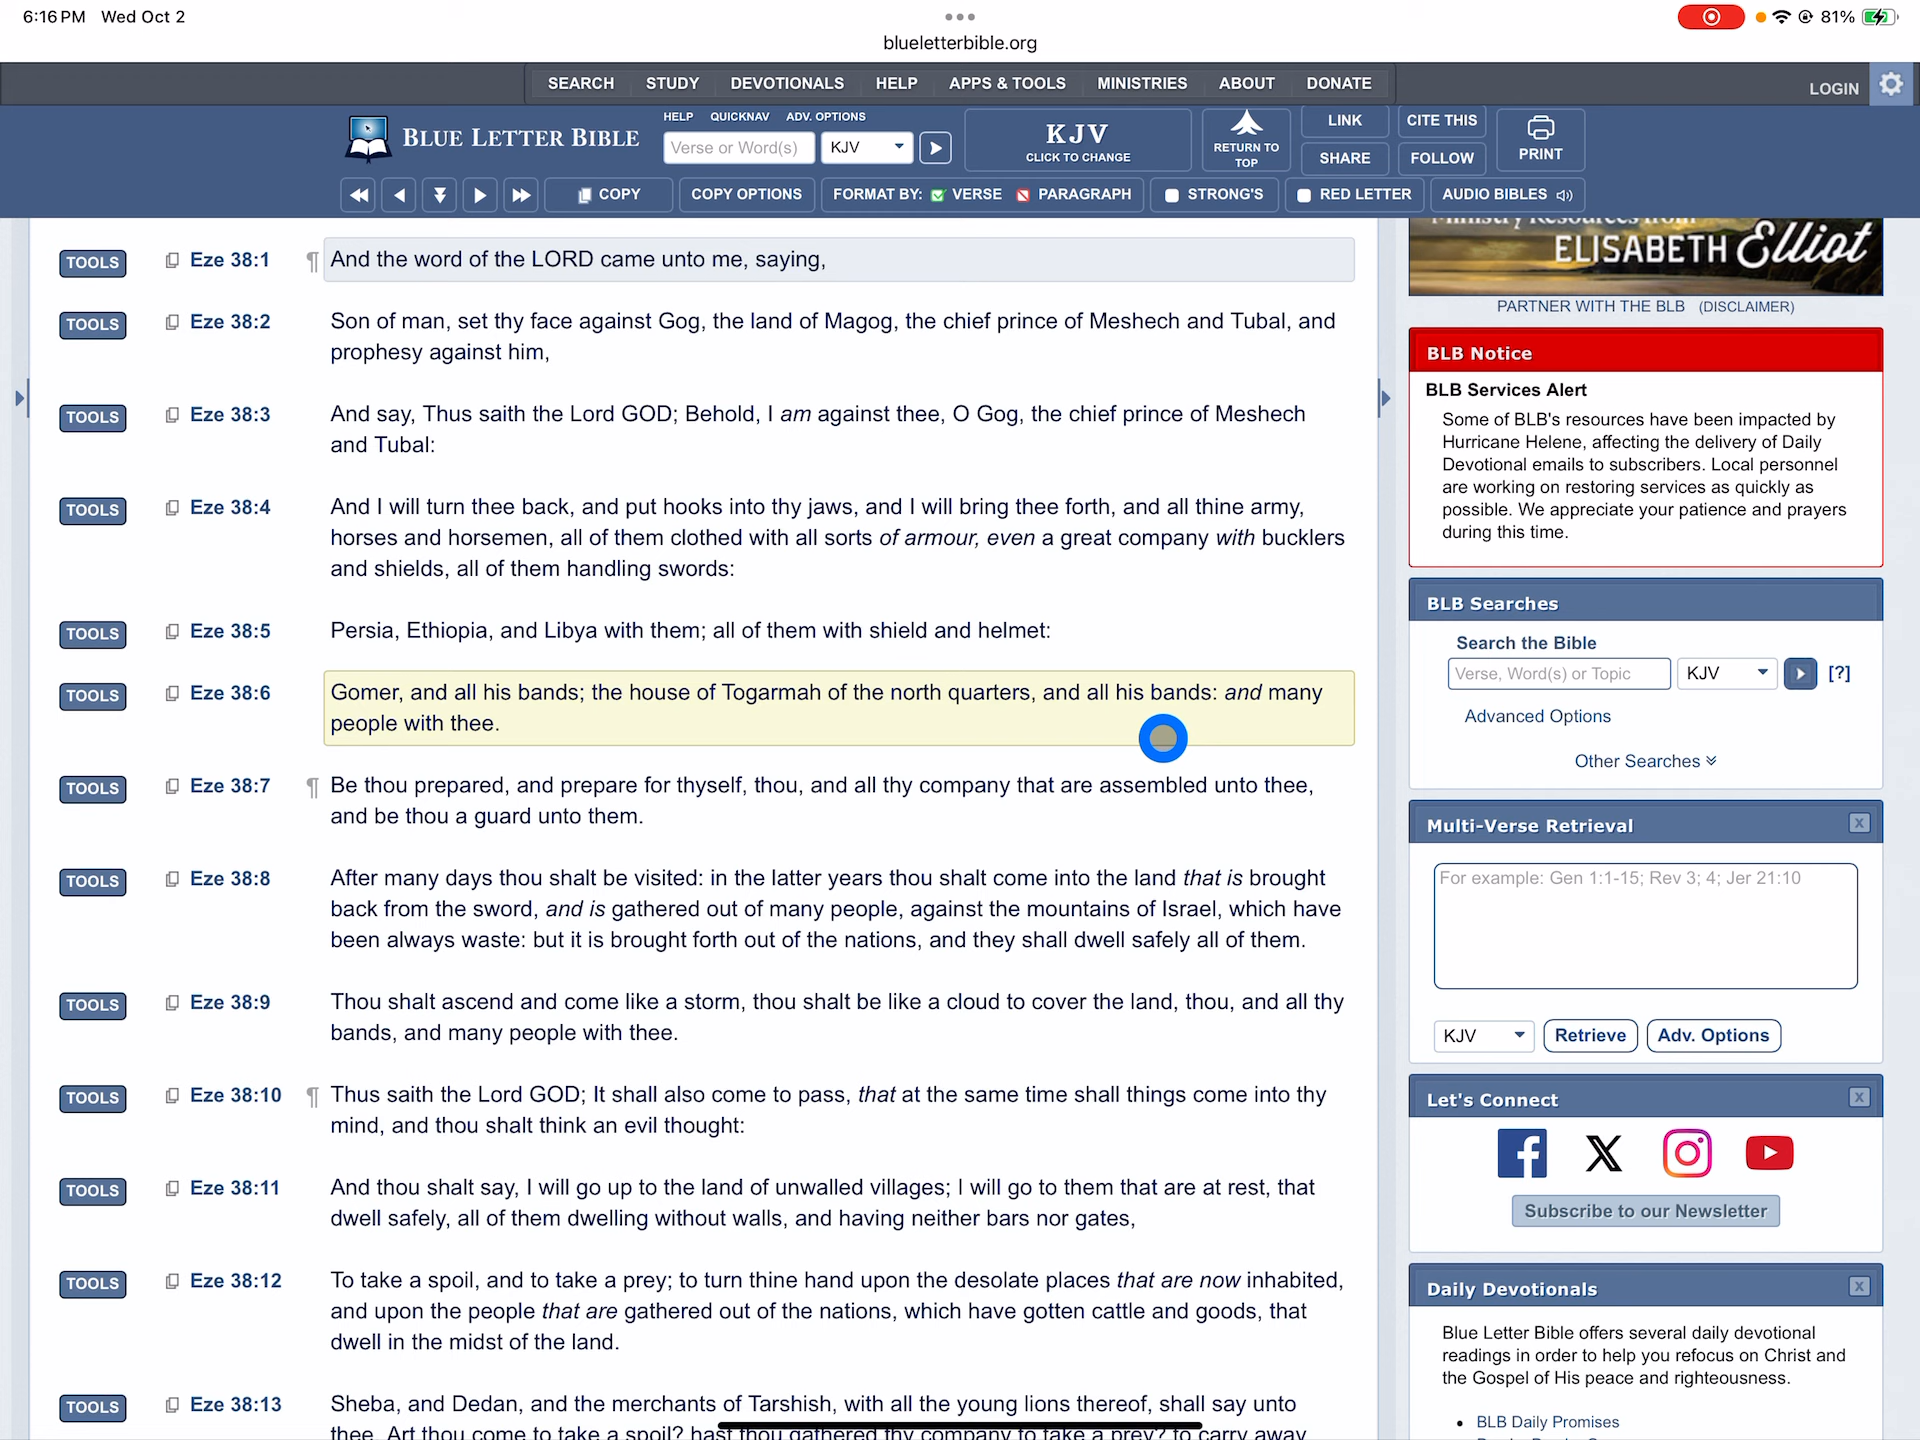 6:16 PM Wed Oct 2
81%
blueletterbible.org
SEARCH STUDY DEVOTIONALS HELP APPS & TOOLS MINISTRIES ABOUT DONATE
LOGIN
BLUE LETTER BIBLE
HELP QUICKNAV ADV. OPTIONS
Verse or Word(s)
KJV
KJV
CLICK TO CHANGE
RETURN TO
TOP
LINK
CITE THIS
SHARE
FOLLOW
PRINT
COPY
COPY OPTIONS
FORMAT BY: VERSE PARAGRAPH
STRONG'S
RED LETTER
AUDIO BIBLES
TOOLS Eze 38:1 ¶ And the word of the LORD came unto me, saying,
TOOLS Eze 38:2 Son of man, set thy face against Gog, the land of Magog, the chief prince of Meshech and Tubal, and
prophesy against him,
TOOLS Eze 38:3 And say, Thus saith the Lord GOD; Behold, I am against thee, O Gog, the chief prince of Meshech
and Tubal:
TOOLS Eze 38:4 And I will turn thee back, and put hooks into thy jaws, and I will bring thee forth, and all thine army,
horses and horsemen, all of them clothed with all sorts of armour, even a great company with bucklers
and shields, all of them handling swords:
TOOLS Eze 38:5 Persia, Ethiopia, and Libya with them; all of them with shield and helmet:
TOOLS Eze 38:6 Gomer, and all his bands; the house of Togarmah of the north quarters, and all his bands: and many
people with thee.
TOOLS Eze 38:7 ¶ Be thou prepared, and prepare for thyself, thou, and all thy company that are assembled unto thee,
and be thou a guard unto them.
TOOLS Eze 38:8 After many days thou shalt be visited: in the latter years thou shalt come into the land that is brought
back from the sword, and is gathered out of many people, against the mountains of Israel, which have
been always waste: but it is brought forth out of the nations, and they shall dwell safely all of them.
TOOLS Eze 38:9 Thou shalt ascend and come like a storm, thou shalt be like a cloud to cover the land, thou, and all thy
bands, and many people with thee.
TOOLS Eze 38:10 ¶ Thus saith the Lord GOD; It shall also come to pass, that at the same time shall things come into thy
mind, and thou shalt think an evil thought:
TOOLS Eze 38:11 And thou shalt say, I will go up to the land of unwalled villages; I will go to them that are at rest, that
dwell safely, all of them dwelling without walls, and having neither bars nor gates,
TOOLS Eze 38:12 To take a spoil, and to take a prey; to turn thine hand upon the desolate places that are now inhabited,
and upon the people that are gathered out of the nations, which have gotten cattle and goods, that
dwell in the midst of the land.
TOOLS Eze 38:13 Sheba, and Dedan, and the merchants of Tarshish, with all the young lions thereof, shall say unto
thee, Art thou come to take a spoil? hast thou gathered thy company to take a prey? to carry away
Ministry Resources from
ELISABETH Elliot
PARTNER WITH THE BLB (DISCLAIMER)
BLB Notice
BLB Services Alert
Some of BLB's resources have been impacted by
Hurricane Helene, affecting the delivery of Daily
Devotional emails to subscribers. Local personnel
are working on restoring services as quickly as
possible. We appreciate your patience and prayers
during this time.
BLB Searches
Search the Bible
Verse, Word(s) or Topic
KJV
[?]
Advanced Options
Other Searches
Multi-Verse Retrieval
x
For example: Gen 1:1-15; Rev 3; 4; Jer 21:10
KJV
Retrieve
Adv. Options
Let's Connect
x
Subscribe to our Newsletter
Daily Devotionals
x
Blue Letter Bible offers several daily devotional
readings in order to help you refocus on Christ and
the Gospel of His peace and righteousness.
• BLB Daily Promises